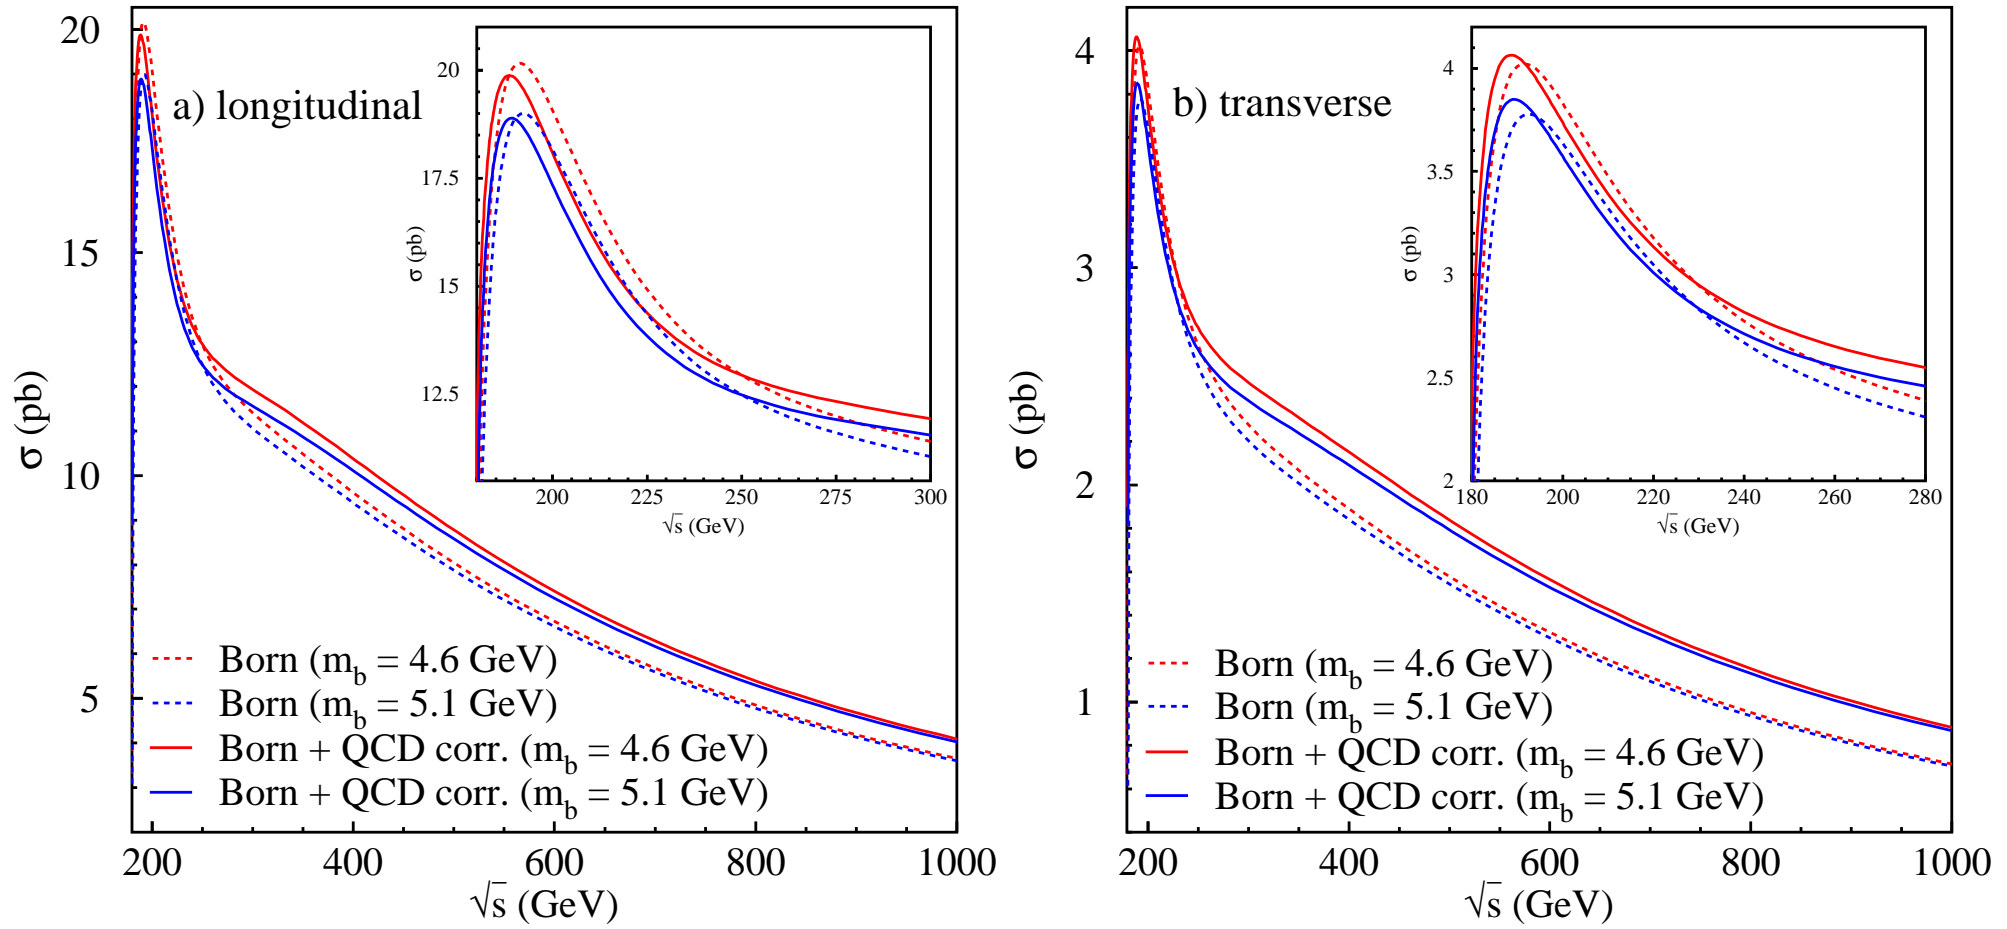 a) longitudinal
σ (pb)
20
15
10
5
200
400
600
800
1000
√s (GeV)
Born (m_b = 4.6 GeV)
Born (m_b = 5.1 GeV)
Born + QCD corr. (m_b = 4.6 GeV)
Born + QCD corr. (m_b = 5.1 GeV)
σ (pb)
20
17.5
15
12.5
200
225
250
275
300
√s (GeV)
b) transverse
σ (pb)
4
3
2
1
200
400
600
800
1000
√s (GeV)
Born (m_b = 4.6 GeV)
Born (m_b = 5.1 GeV)
Born + QCD corr. (m_b = 4.6 GeV)
Born + QCD corr. (m_b = 5.1 GeV)
σ (pb)
4
3.5
3
2.5
2
180
200
220
240
260
280
√s (GeV)